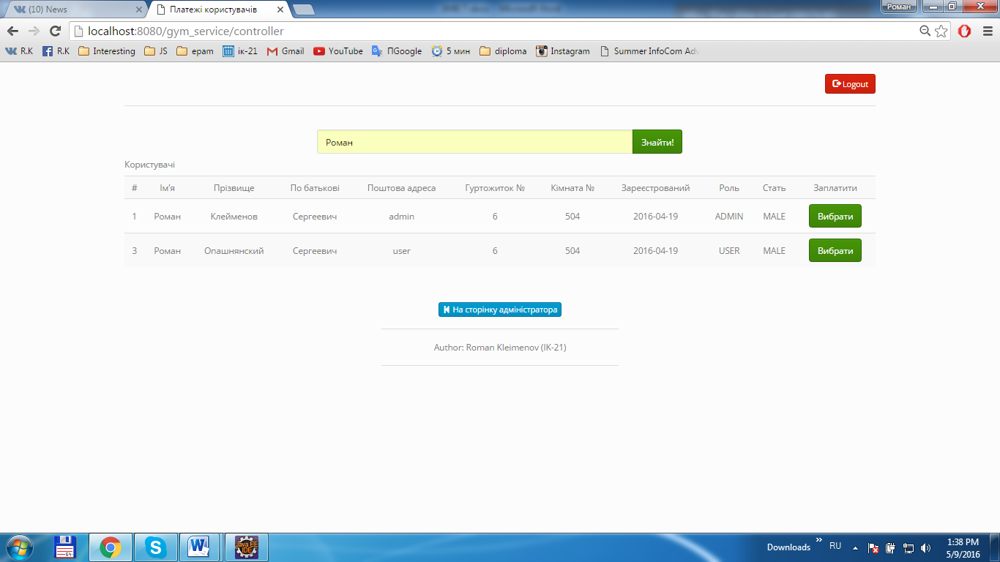 (10) News
Платежі користувачів
Роман
localhost:8080/gym_service/controller
R.K
R.K
Interesting
JS
epam
ік-21
Gmail
YouTube
ПGoogle
5 мин
diploma
Instagram
Summer InfoCom Adv
Logout
Роман
Знайти!
Користувачі
# Ім'я Прізвище По батькові Поштова адреса Гуртожиток № Кімната № Зареєстрований Роль Стать Заплатити
1 Роман Клейменов Сергеевич admin 6 504 2016-04-19 ADMIN MALE Вибрати
3 Роман Опашнянский Сергеевич user 6 504 2016-04-19 USER MALE Вибрати
На сторінку адміністратора
Author: Roman Kleimenov (IK-21)
64
Java EE
IDE
Downloads
RU
1:38 PM
5/9/2016